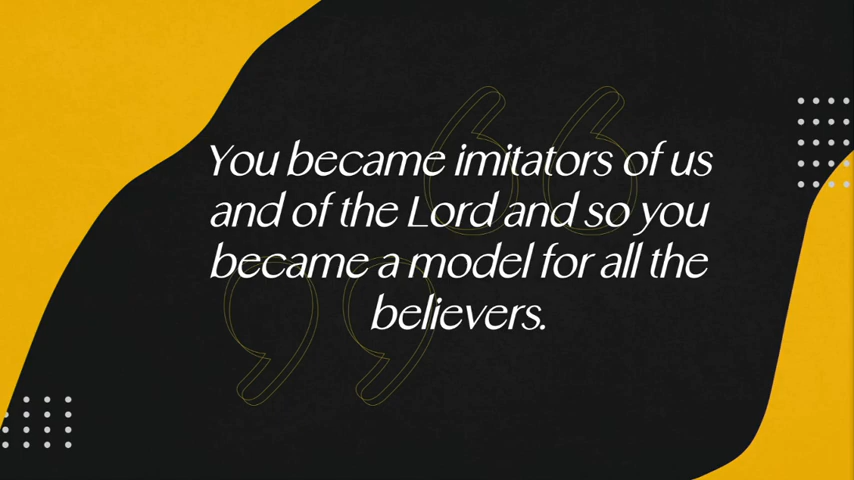 You became imitators of us
and of the Lord and so you
became a model for all the
believers.